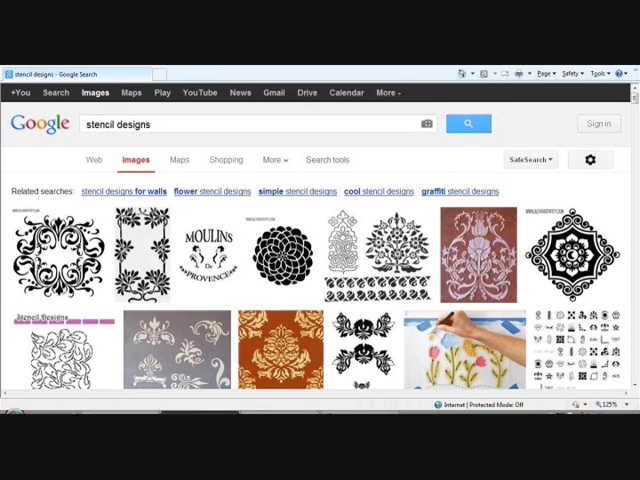 stencil designs - Google Search
Page Safety Tools
+You Search Images Maps Play YouTube News Gmail Drive Calendar More
Google stencil designs Sign in
Web Images Maps Shopping More Search tools SafeSearch
Related searches: stencil designs for walls flower stencil designs simple stencil designs cool stencil designs graffiti stencil designs
MOULINS
De
PROVENCE
Stencil Designs
Internet | Protected Mode: Off 125%